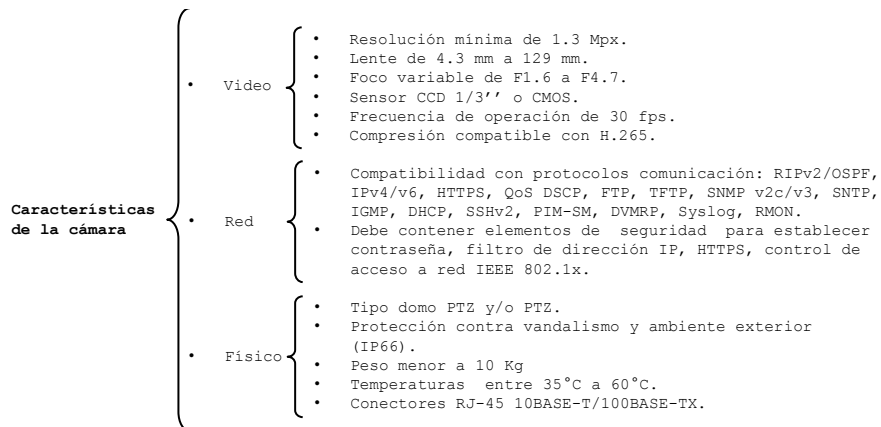 • Resolución mínima de 1.3 Mpx.
• Lente de 4.3 mm a 129 mm.
• Foco variable de F1.6 a F4.7.
• Video
• Sensor CCD 1/3’’ o CMOS.
• Frecuencia de operación de 30 fps.
• Compresión compatible con H.265.
• Compatibilidad con protocolos comunicación: RIPv2/OSPF,
IPv4/v6, HTTPS, QoS DSCP, FTP, TFTP, SNMP v2c/v3, SNTP,
IGMP, DHCP, SSHv2, PIM-SM, DVMRP, Syslog, RMON.
Características
de la cámara
• Red
• Debe contener elementos de seguridad para establecer
contraseña, filtro de dirección IP, HTTPS, control de
acceso a red IEEE 802.1x.
• Tipo domo PTZ y/o PTZ.
• Protección contra vandalismo y ambiente exterior
(IP66).
• Físico
• Peso menor a 10 Kg
• Temperaturas entre 35°C a 60°C.
• Conectores RJ-45 10BASE-T/100BASE-TX.